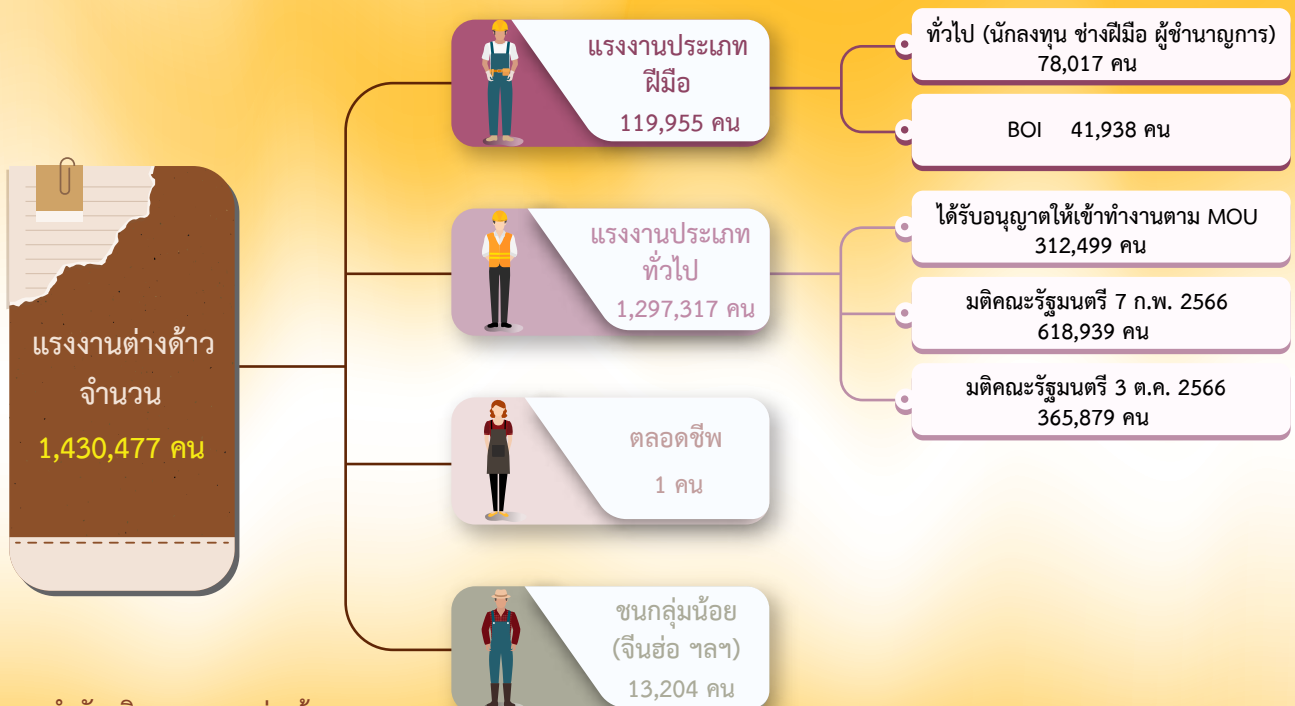 แรงงานต่างด้าว
จำนวน
1,430,477 คน
แรงงานประเภท
ฝีมือ
119,955 คน
ทั่วไป (นักลงทุน ช่างฝีมือ ผู้ชำนาญการ)
78,017 คน
BOI 41,938 คน
แรงงานประเภท
ทั่วไป
1,297,317 คน
ได้รับอนุญาตให้เข้าทำงานตาม MOU
312,499 คน
มติคณะรัฐมนตรี 7 ก.พ. 2566
618,939 คน
มติคณะรัฐมนตรี 3 ต.ค. 2566
365,879 คน
ตลอดชีพ
1 คน
ชนกลุ่มน้อย
(จีนฮ่อ ฯลฯ)
13,204 คน